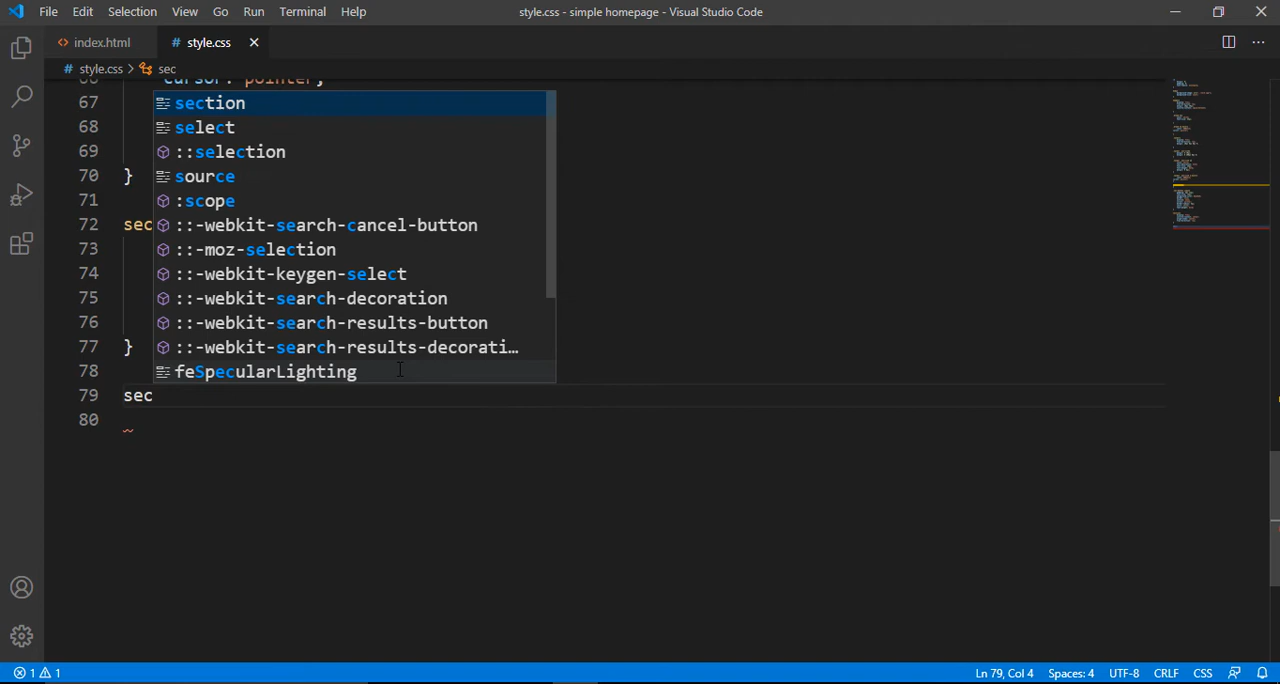 File Edit Selection View Go Run Terminal Help style.css - simple homepage - Visual Studio Code
<> index.html # style.css
# style.css > sec
cursor: pointer;
67 section
68 select
69 ::selection
70 } source
71 :scope
72 sec ::-webkit-search-cancel-button
73 ::-moz-selection
74 ::-webkit-keygen-select
75 ::-webkit-search-decoration
76 ::-webkit-search-results-button
77 } ::-webkit-search-results-decorati…
78 feSpecularLighting
79 sec
80
1 1 Ln 79, Col 4 Spaces: 4 UTF-8 CRLF CSS